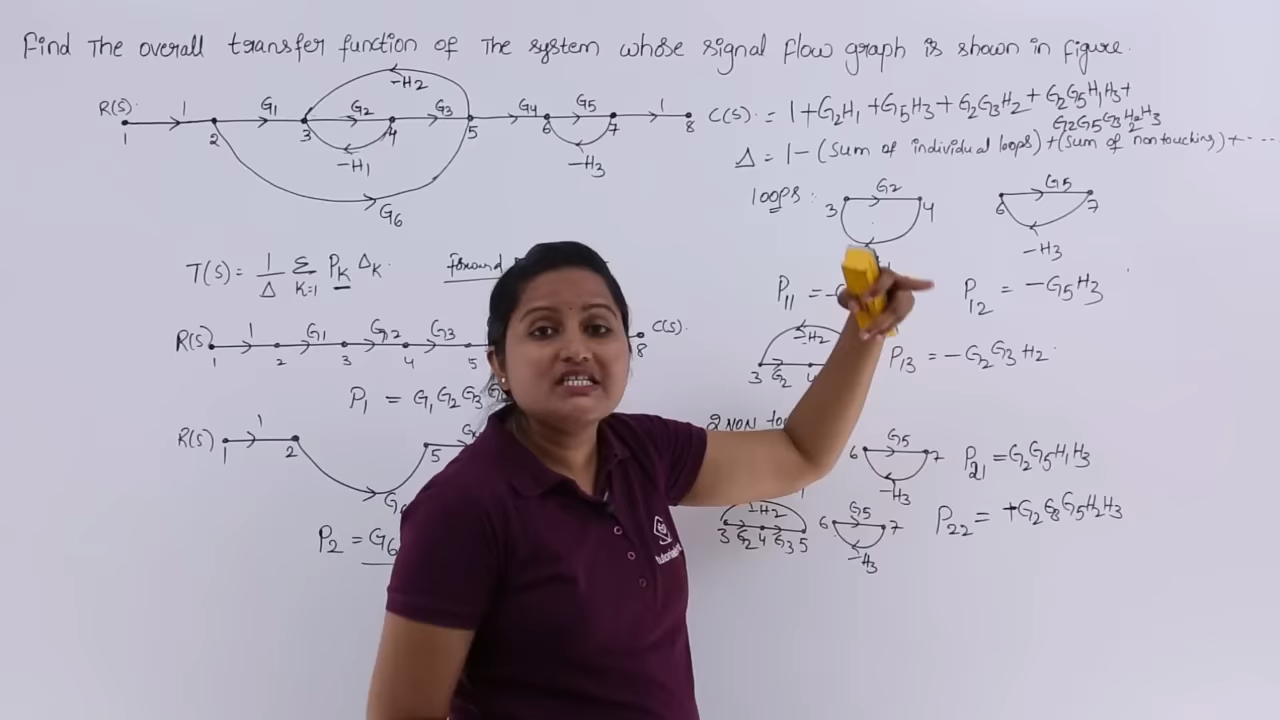 Find The overall transfer function of The system whose signal flow graph is shown in figure.
-H2
R(S) 1 G1 G2 G3 G4 G5 1 C(S)
1 2 3 4 5 6 7 8
-H1 -H3
G6
= 1+G2H1 +G5H3 + G2G3H2 + G2G5H1H3+
G2G5G3H2H3
Δ = 1-(Sum of individual loops)+(sum of non touching)+-....
loops:
3 G2 4
6 G5 7
-H3
T(S) = 1/Δ Σ K=1 PK ΔK
forward
P12 = -G5H3
R(S) 1 G1 G2 G3 C(S)
1 2 3 4 5 8
-H2
3 G2
P13 = -G2G3H2
P1 = G1G2G3
2 NON
R(S) 1
1 2 5
6 G5 7
-H3
P21 = G2G5H1H3
-H2
3 G2 4 G3 5
6 G5 7
-H3
P22 = +G2G3G5H2H3
P2 = G6